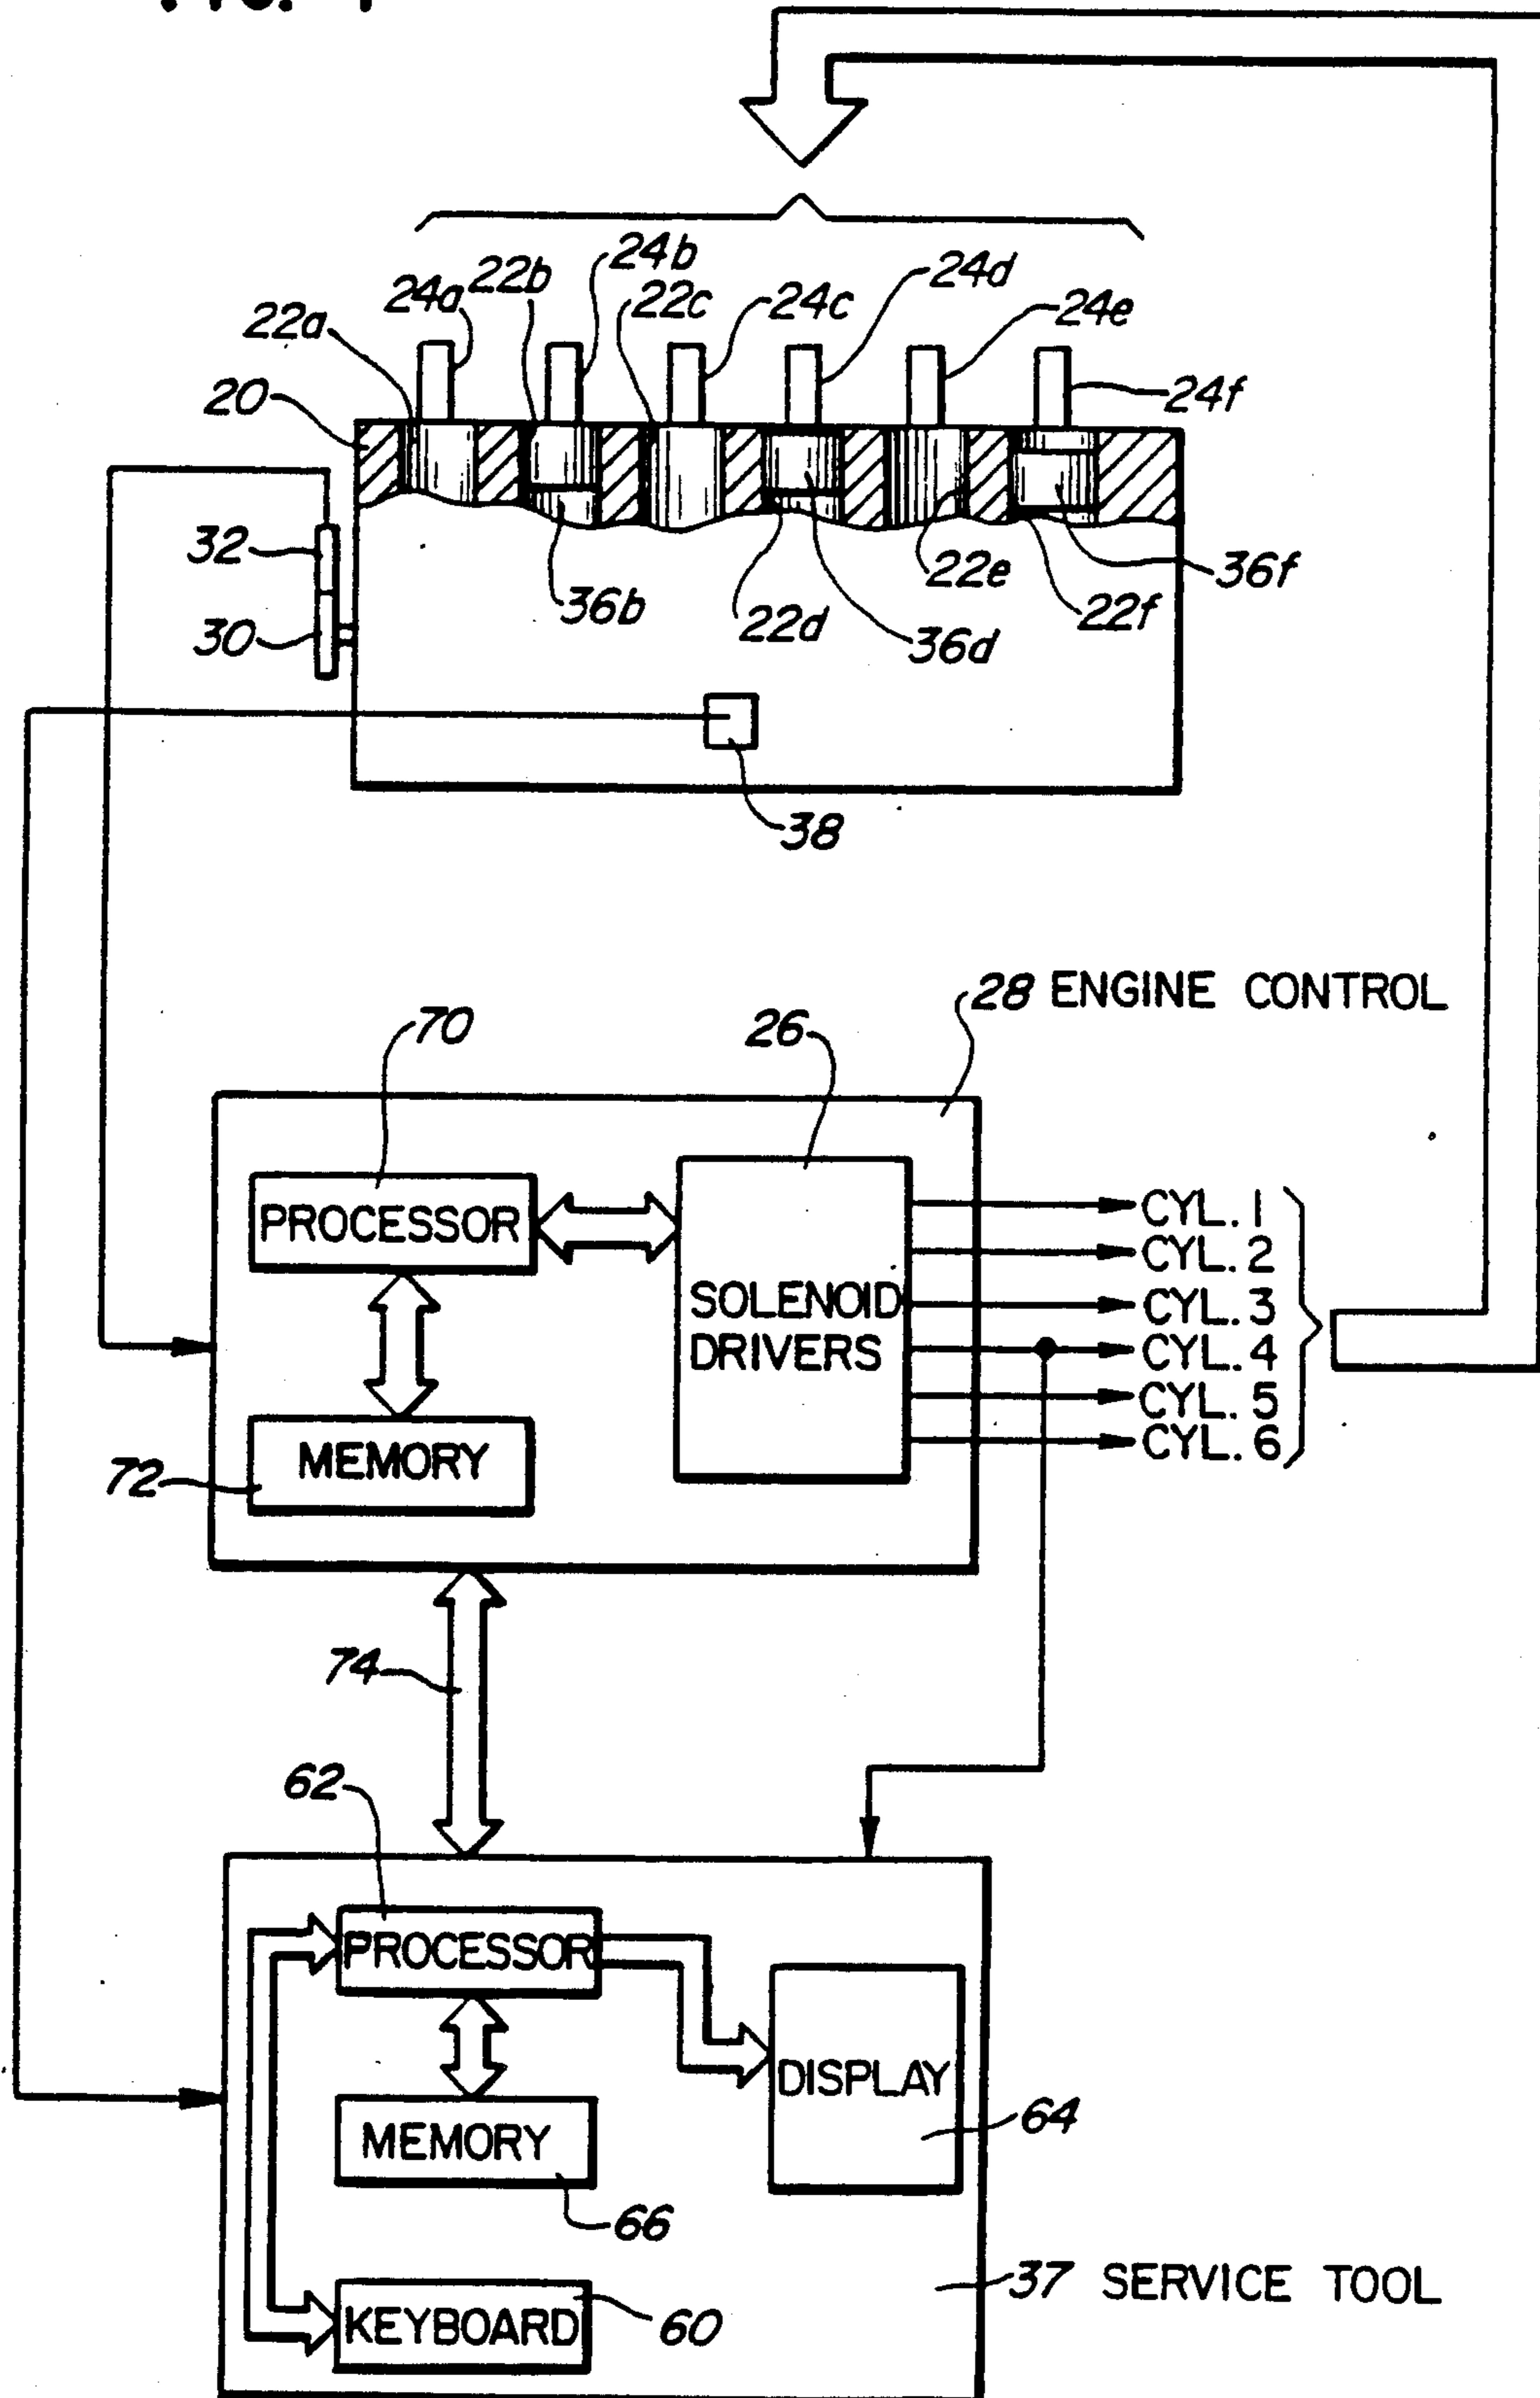 24b
24d
22b
24a
22c
24c
24e
22a
20
24f
32
22e
36f
36b
22d
22f
30
36d
38
28 ENGINE CONTROL
70
26
PROCESSOR
CYL. 1
CYL. 2
SOLENOID
DRIVERS
CYL. 3
CYL. 4
CYL. 5
CYL. 6
MEMORY
72
74
62
PROCESSOR
DISPLAY
64
MEMORY
66
37 SERVICE TOOL
KEYBOARD
60